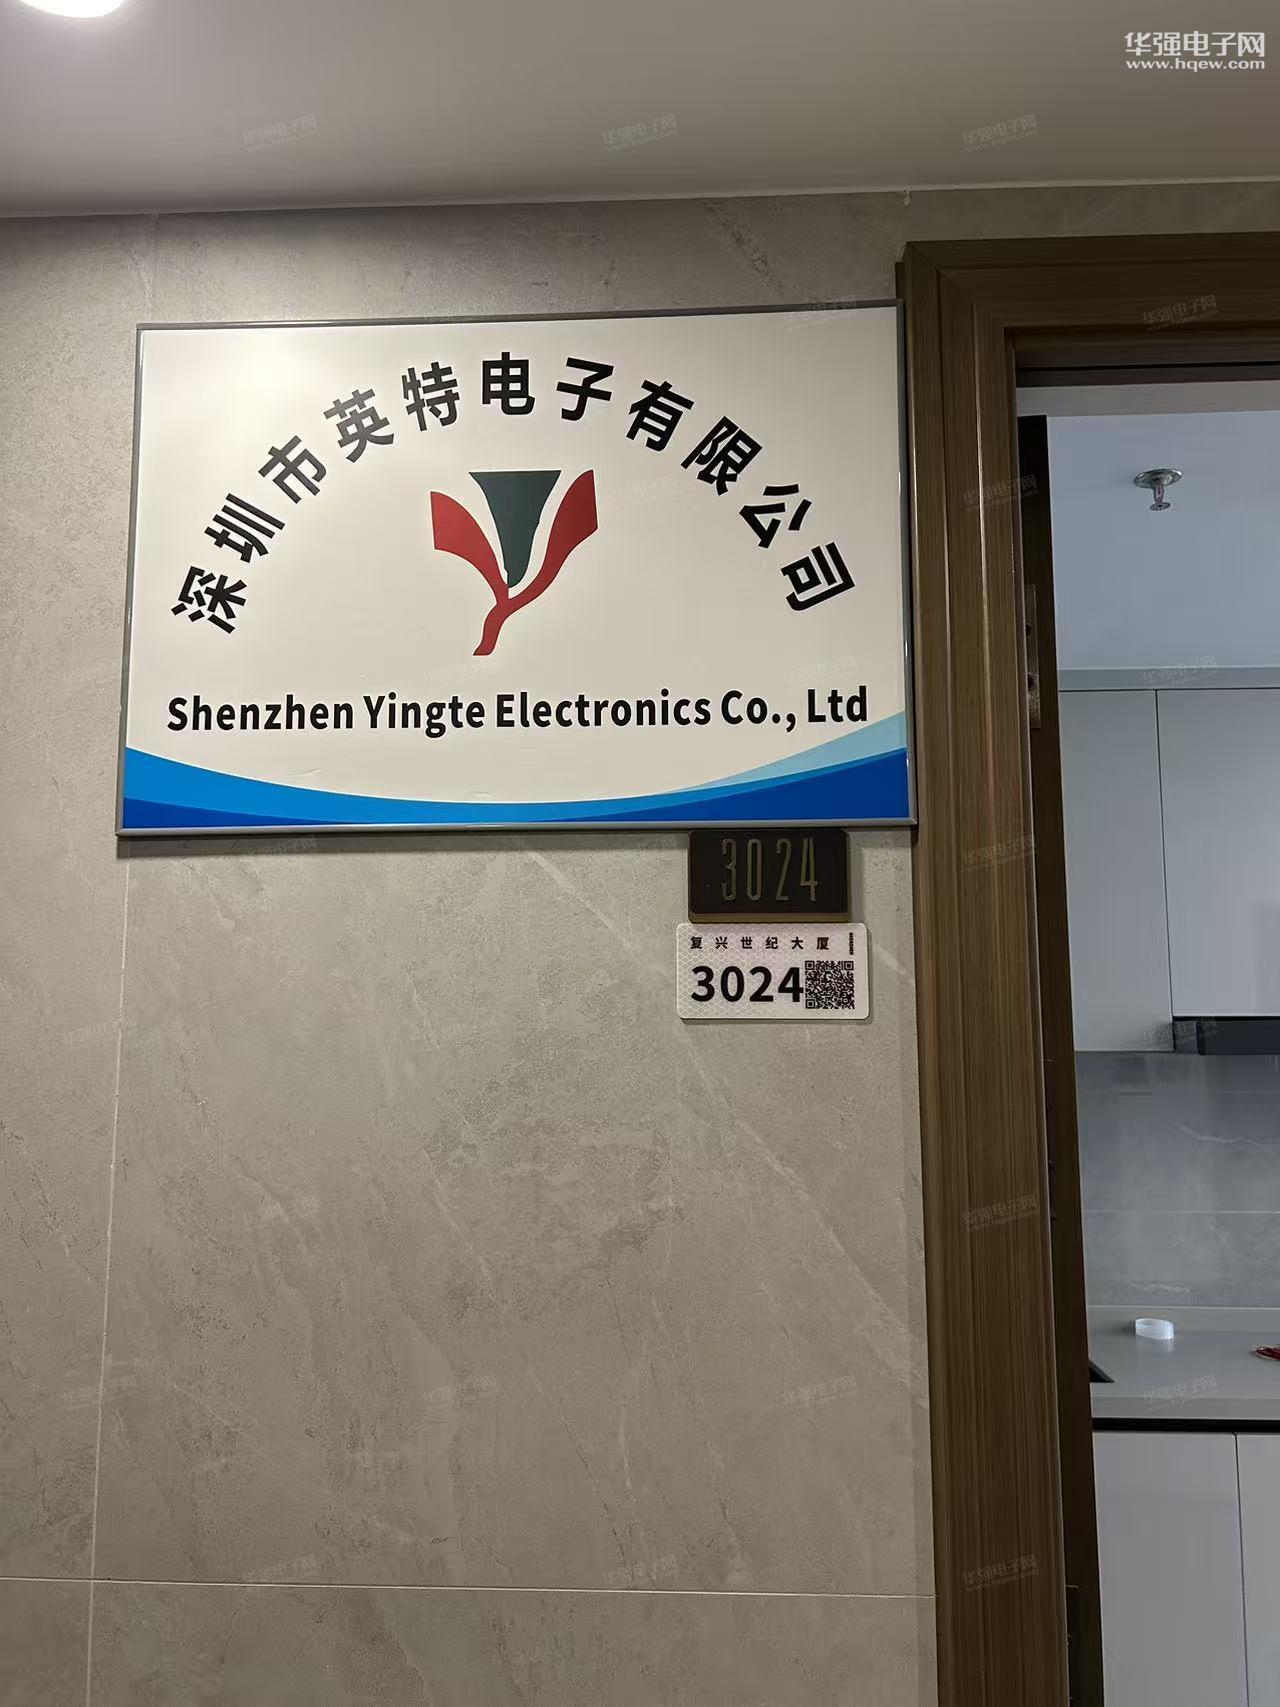 华强电子网
www.hqew.com
深圳市英特电子有限公司
Shenzhen Yingte Electronics Co., Ltd
3024
复兴世纪大厦
3024